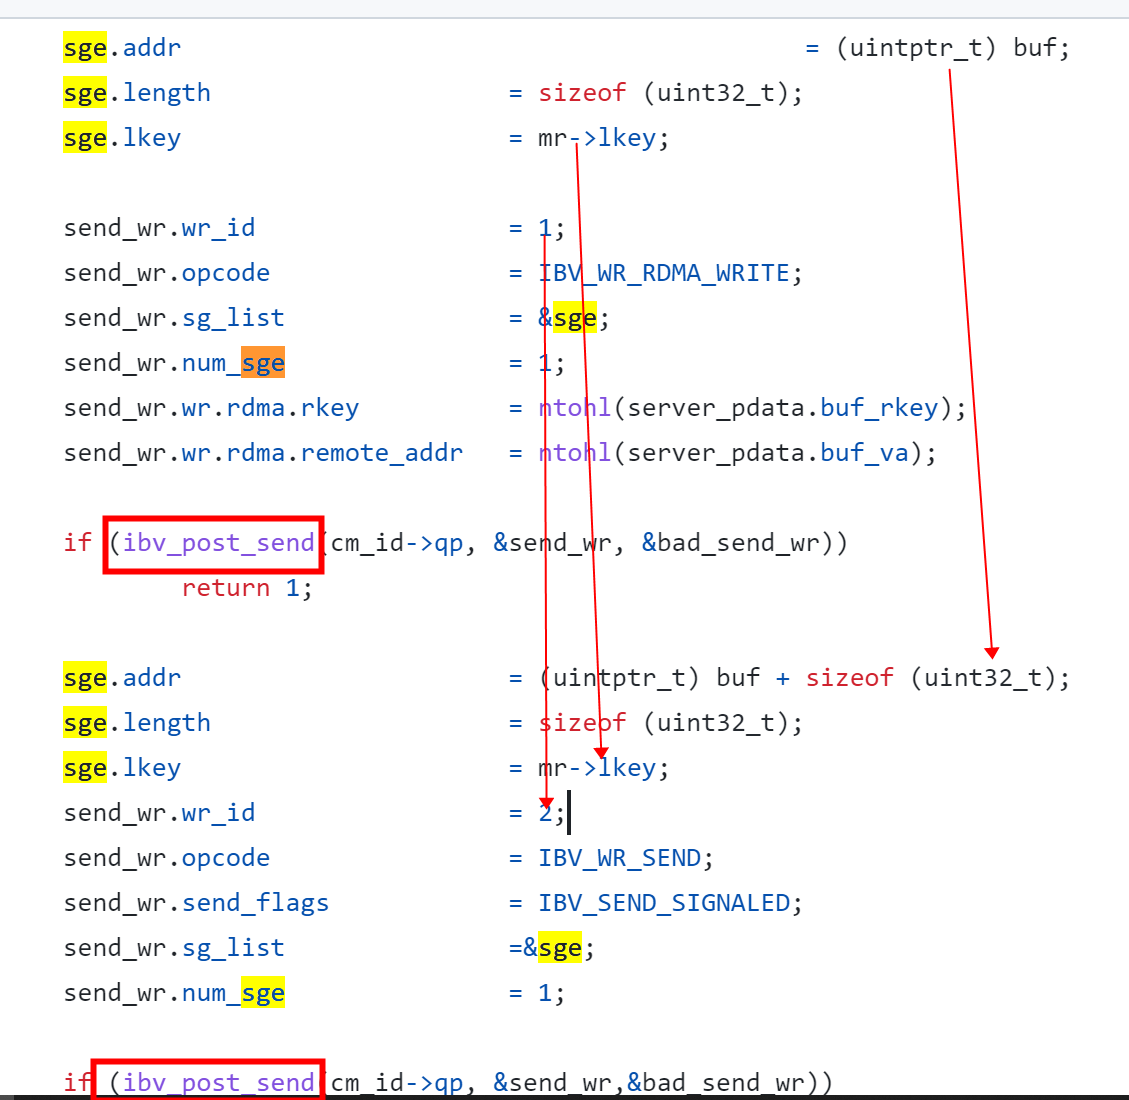 sge.addr = (uintptr_t) buf;
sge.length = sizeof (uint32_t);
sge.lkey = mr->lkey;
send_wr.wr_id = 1;
send_wr.opcode = IBV_WR_RDMA_WRITE;
send_wr.sg_list = &sge;
send_wr.num_sge = 1;
send_wr.wr.rdma.rkey = ntohl(server_pdata.buf_rkey);
send_wr.wr.rdma.remote_addr = ntohl(server_pdata.buf_va);
if (ibv_post_send(cm_id->qp, &send_wr, &bad_send_wr))
return 1;
sge.addr = (uintptr_t) buf + sizeof (uint32_t);
sge.length = sizeof (uint32_t);
sge.lkey = mr->lkey;
send_wr.wr_id = 2;
send_wr.opcode = IBV_WR_SEND;
send_wr.send_flags = IBV_SEND_SIGNALED;
send_wr.sg_list =&sge;
send_wr.num_sge = 1;
if (ibv_post_send(cm_id->qp, &send_wr,&bad_send_wr))